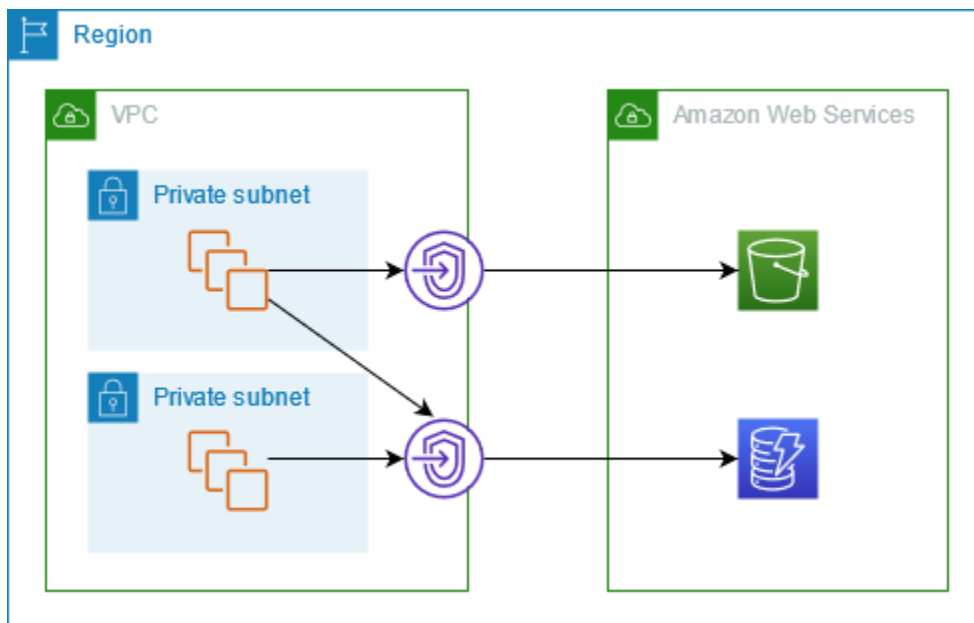 Region
VPC
Amazon Web Services
Private subnet
Private subnet